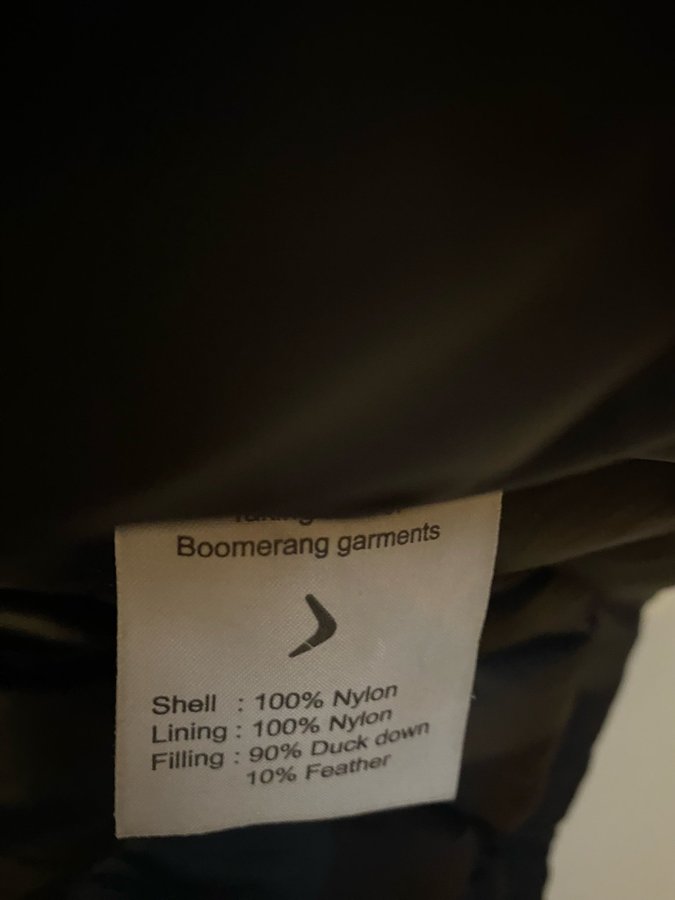 Boomerang garments
Shell : 100% Nylon
Lining : 100% Nylon
Filling : 90% Duck down
10% Feather